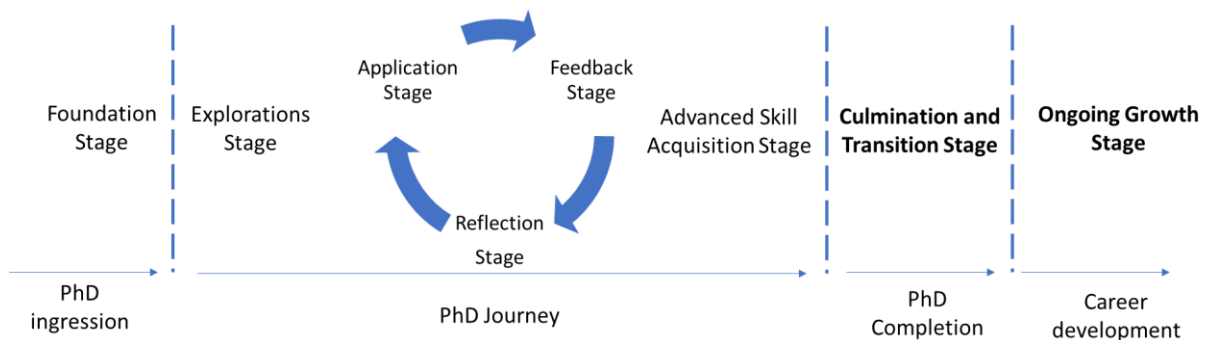 Foundation
Stage
Explorations
Stage
Application
Stage
Feedback
Stage
Reflection
Stage
Advanced Skill
Acquisition Stage
Culmination and
Transition Stage
Ongoing Growth
Stage
PhD
ingression
PhD Journey
PhD
Completion
Career
development